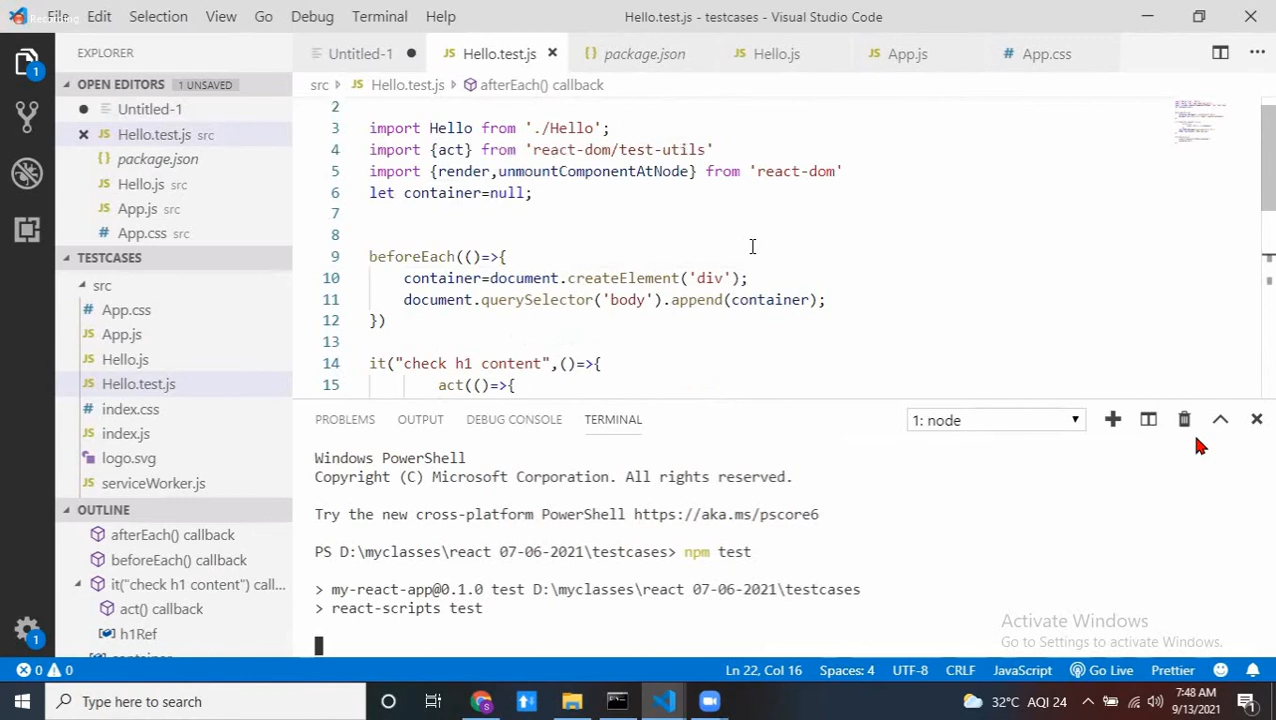 File Edit Selection View Go Debug Terminal Help
Recording
Hello.test.js - testcases - Visual Studio Code
EXPLORER
OPEN EDITORS 1 UNSAVED
Untitled-1
Hello.test.js src
package.json
Hello.js src
App.js src
App.css src
TESTCASES
src
App.css
App.js
Hello.js
Hello.test.js
index.css
index.js
logo.svg
serviceWorker.js
OUTLINE
afterEach() callback
beforeEach() callback
it("check h1 content") call...
act() callback
h1Ref
container
Untitled-1 JS Hello.test.js {} package.json JS Hello.js JS App.js # App.css
src > JS Hello.test.js > afterEach() callback
2
3 import Hello from './Hello';
4 import {act} from 'react-dom/test-utils'
5 import {render,unmountComponentAtNode} from 'react-dom'
6 let container=null;
7
8
9 beforeEach(()=>{
10 container=document.createElement('div');
11 document.querySelector('body').append(container);
12 })
13
14 it("check h1 content",()=>{
15 act(()=>{
PROBLEMS OUTPUT DEBUG CONSOLE TERMINAL 1: node
Windows PowerShell
Copyright (C) Microsoft Corporation. All rights reserved.
Try the new cross-platform PowerShell https://aka.ms/pscore6
PS D:\myclasses\react 07-06-2021\testcases> npm test
> my-react-app@0.1.0 test D:\myclasses\react 07-06-2021\testcases
> react-scripts test
Activate Windows
Go to Settings to activate Windows.
0 0 Ln 22, Col 16 Spaces: 4 UTF-8 CRLF JavaScript Go Live Prettier
Type here to search
32°C AQI 24
7:48 AM
9/13/2021